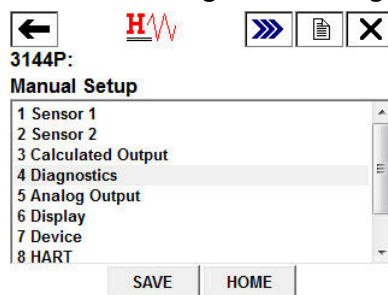 H
3144P:
Manual Setup
1 Sensor 1
2 Sensor 2
3 Calculated Output
4 Diagnostics
5 Analog Output
6 Display
7 Device
8 HART
SAVE HOME